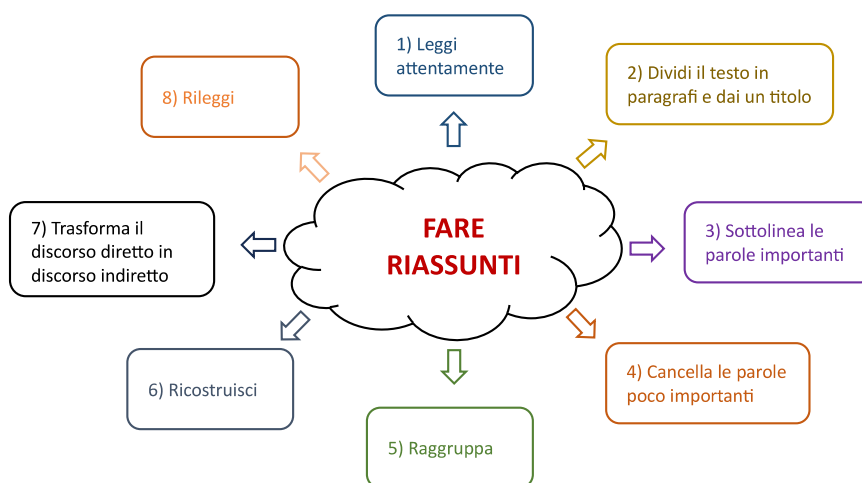 1) Leggi
attentamente
2) Dividi il testo in
paragrafi e dai un titolo
3) Sottolinea le
parole importanti
4) Cancella le parole
poco importanti
5) Raggruppa
6) Ricostruisci
7) Trasforma il
discorso diretto in
discorso indiretto
8) Rileggi
FARE
RIASSUNTI